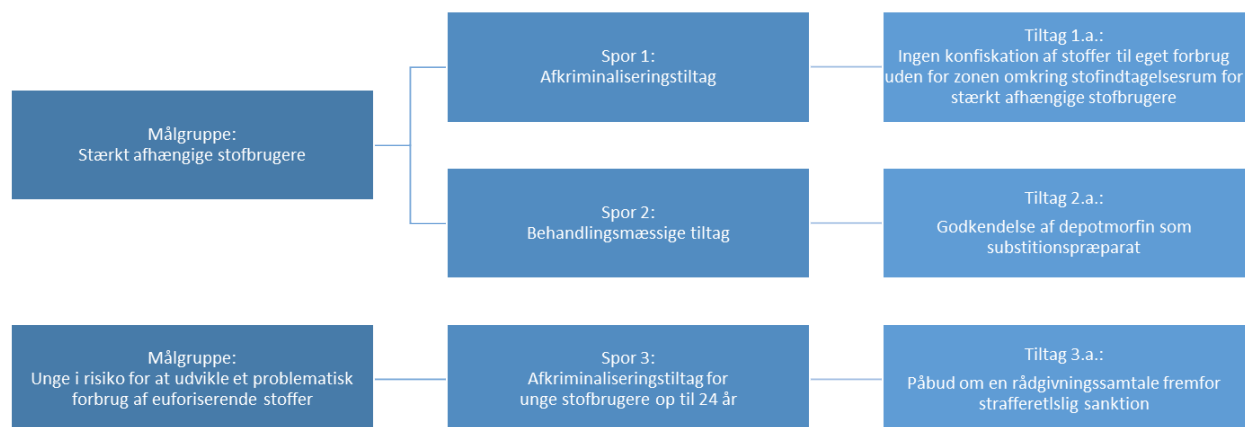 Målgruppe:
Stærkt afhængige stofbrugere
Spor 1:
Afkriminaliseringstiltag
Tiltag 1.a.:
Ingen konfiskation af stoffer til eget forbrug
uden for zonen omkring stofindtagelsesrum for
stærkt afhængige stofbrugere
Spor 2:
Behandlingsmæssige tiltag
Tiltag 2.a.:
Godkendelse af depotmorfin som
substitionspræparat
Målgruppe:
Unge i risiko for at udvikle et problematisk
forbrug af euforiserende stoffer
Spor 3:
Afkriminaliseringstiltag for
unge stofbrugere op til 24 år
Tiltag 3.a.:
Påbud om en rådgivningssamtale fremfor
strafferetlslig sanktion